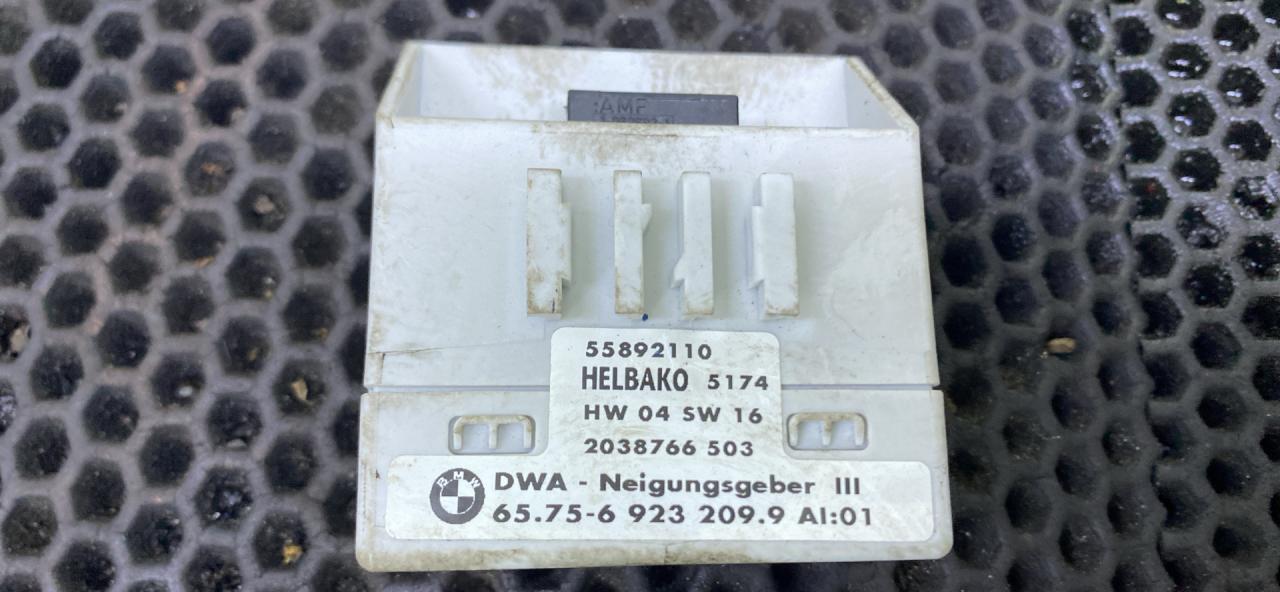 :AMP
55892110
HELBAKO 5174
HW 04 SW 16
2038766 503
BMW
DWA - Neigungsgeber III
65.75-6 923 209.9 AI:01